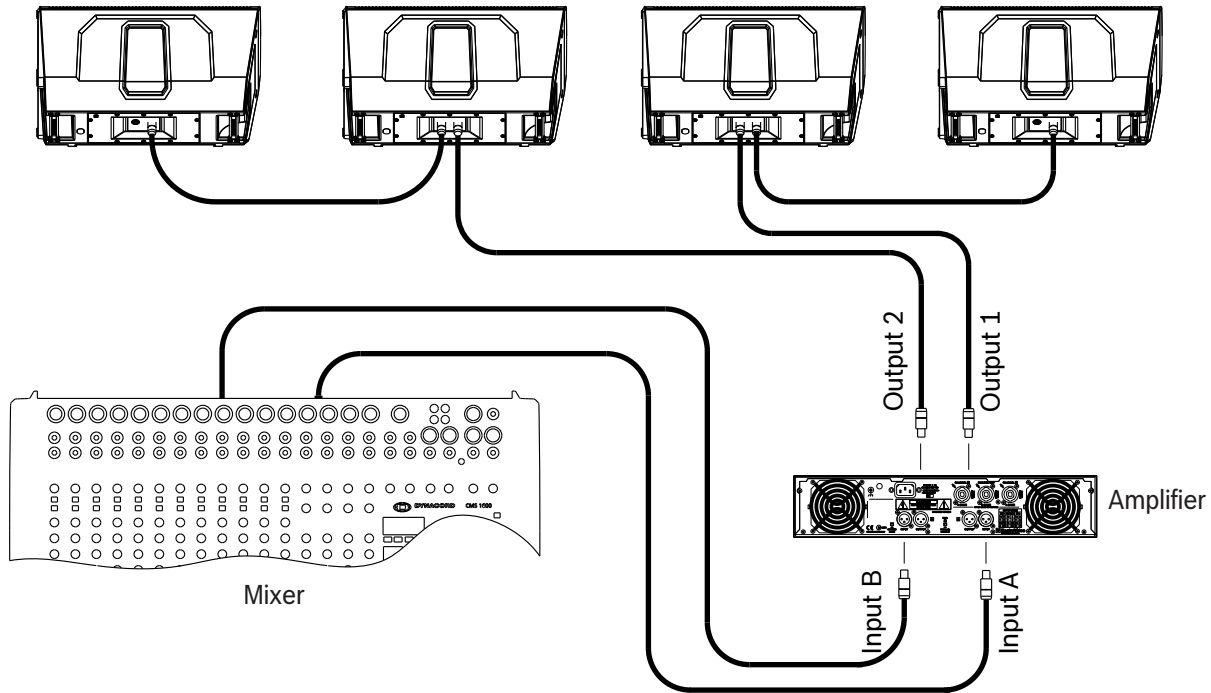 Output 2
Output 1
DYNACORD CMS 1600
Amplifier
Mixer
Input B
Input A